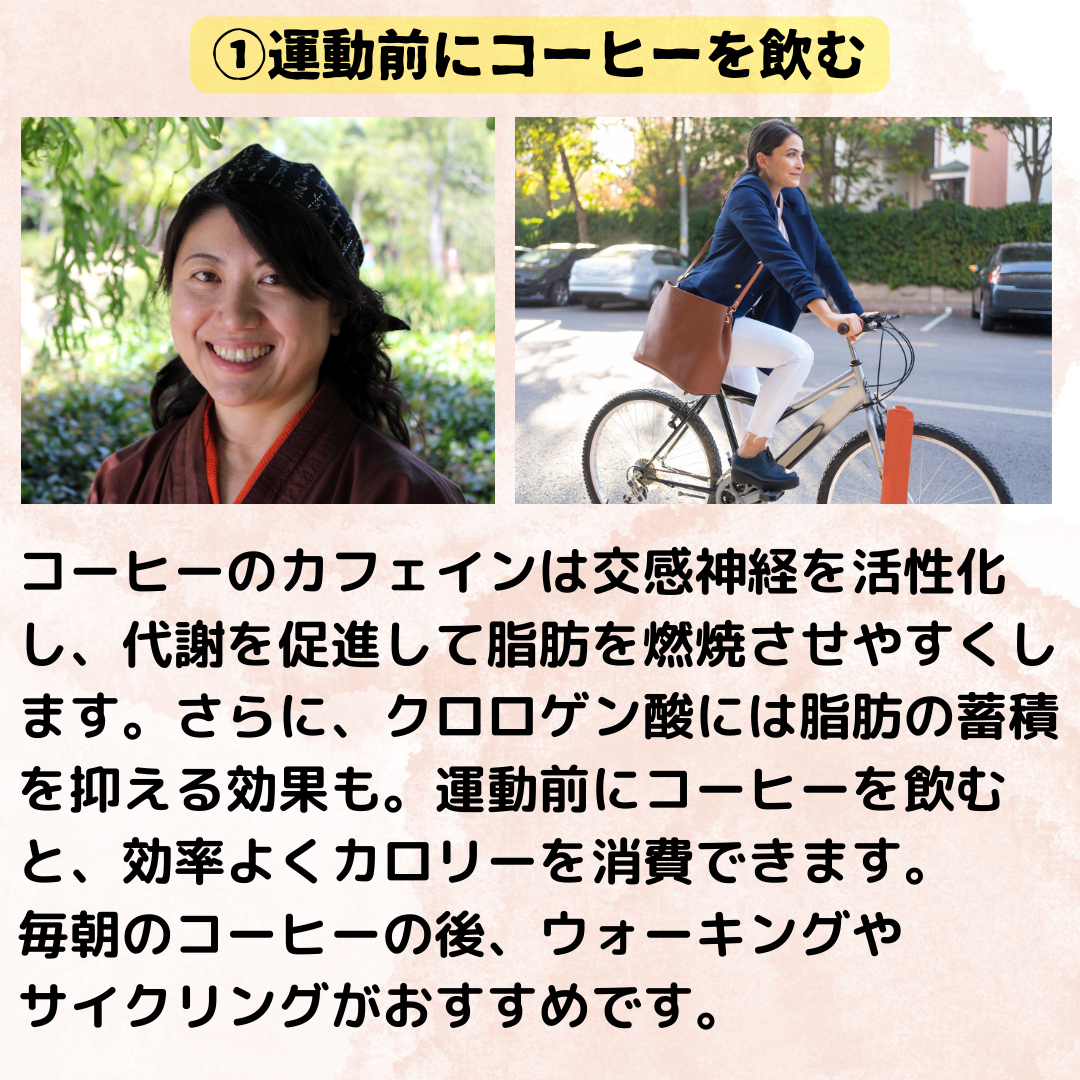 ①運動前にコーヒーを飲む
コーヒーのカフェインは交感神経を活性化
し、代謝を促進して脂肪を燃焼させやすくし
ます。さらに、クロロゲン酸には脂肪の蓄積
を抑える効果も。運動前にコーヒーを飲む
と、効率よくカロリーを消費できます。
毎朝のコーヒーの後、ウォーキングや
サイクリングがおすすめです。